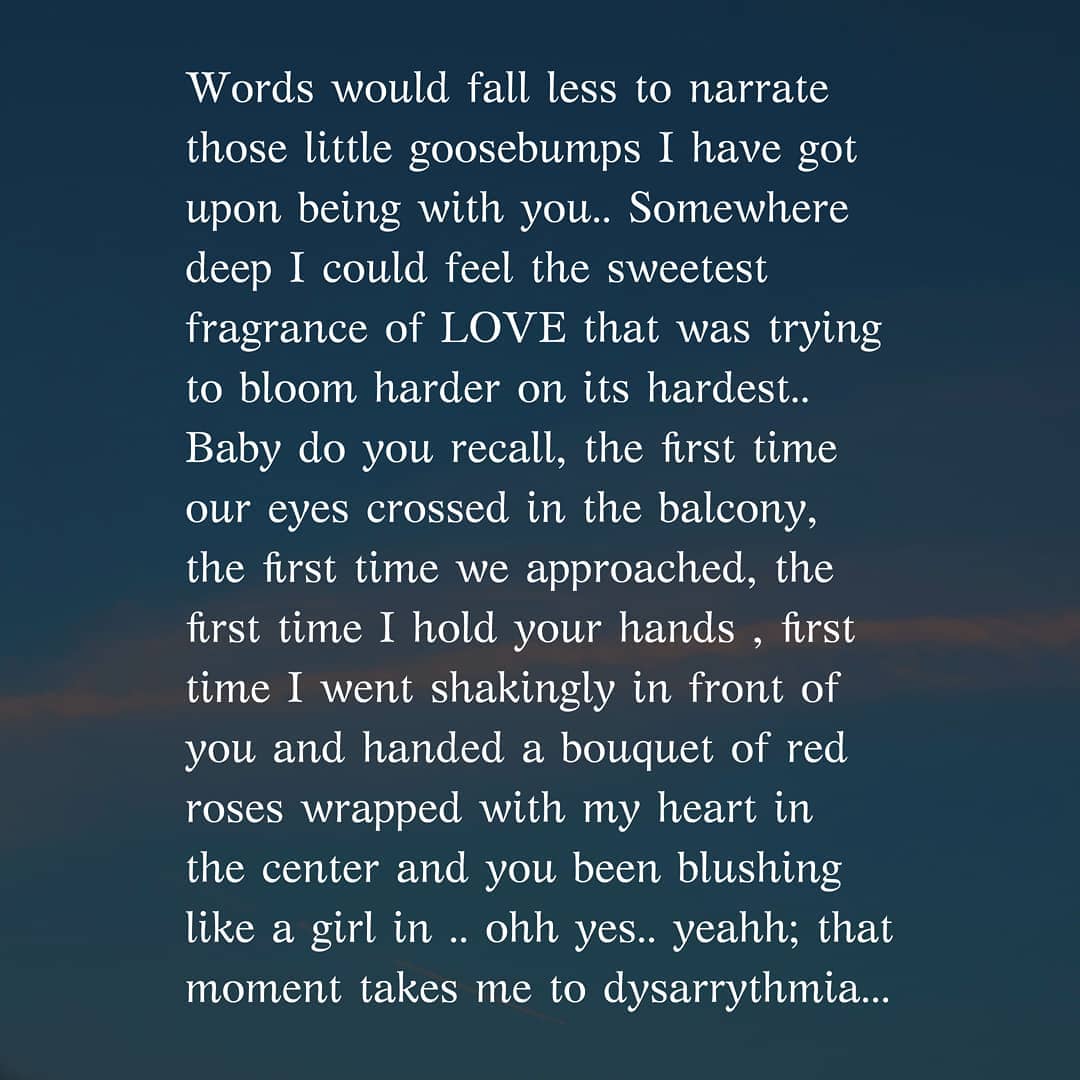 Words would fall less to narrate
those little goosebumps I have got
upon being with you.. Somewhere
deep I could feel the sweetest
fragrance of LOVE that was trying
to bloom harder on its hardest..
Baby do you recall, the first time
our eyes crossed in the balcony,
the first time we approached, the
first time I hold your hands , first
time I went shakingly in front of
you and handed a bouquet of red
roses wrapped with my heart in
the center and you been blushing
like a girl in .. ohh yes.. yeahh; that
moment takes me to dysarrythmia...